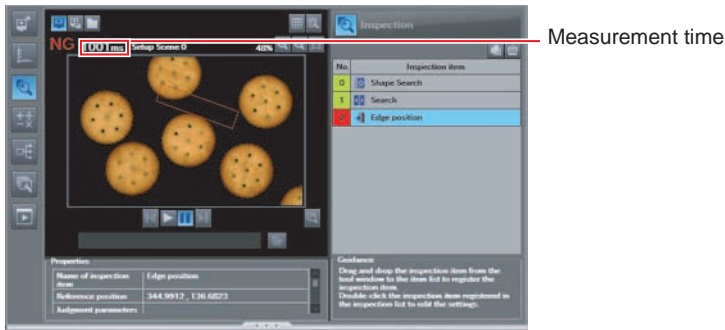 Inspection
NG 1001ms Setup Scene 0 48%
Measurement time
No. Inspection item
0 Shape Search
1 Search
Edge position
Properties
Name of inspection item Edge position
Reference position 344.9912 , 136.6823
Judgment parameters
Guidance
Drag and drop the inspection item from the
tool window to the item list to register the
inspection item.
Double-click the inspection item registered in
the inspection list to edit the settings.